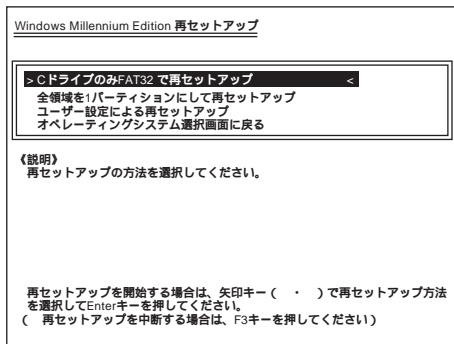 Windows Millennium Edition 再セットアップ
> CドライブのみFAT32 で再セットアップ <
全領域を1パーティションにして再セットアップ
ユーザー設定による再セットアップ
オペレーティングシステム選択画面に戻る
《説明》
再セットアップの方法を選択してください。
再セットアップを開始する場合は、矢印キー（　・　）で再セットアップ方法
を選択してEnterキーを押してください。
(　再セットアップを中断する場合は、F3キーを押してください)